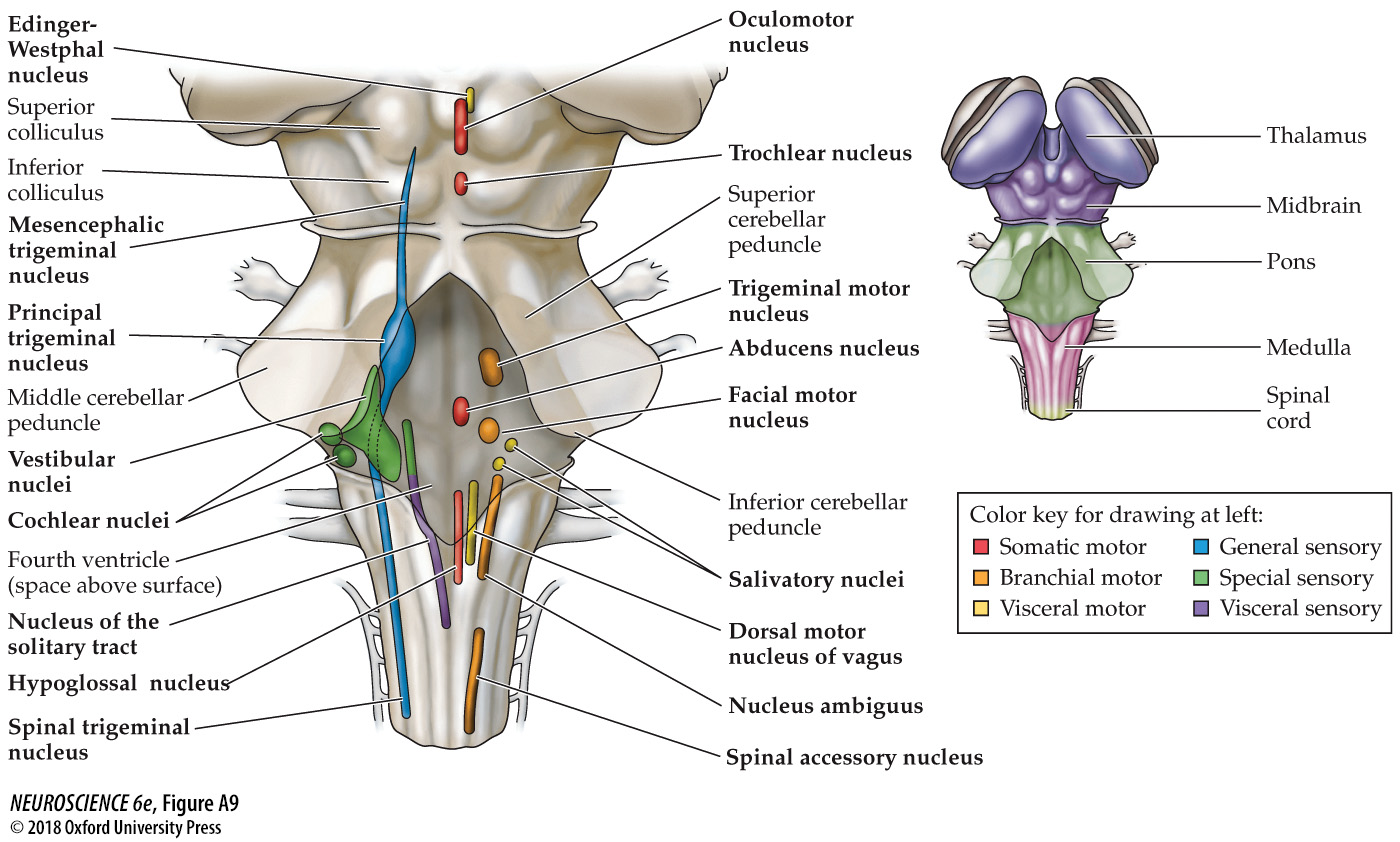 Edinger-
Westphal
nucleus
Superior
colliculus
Inferior
colliculus
Mesencephalic
trigeminal
nucleus
Principal
trigeminal
nucleus
Middle cerebellar
peduncle
Vestibular
nuclei
Cochlear nuclei
Fourth ventricle
(space above surface)
Nucleus of the
solitary tract
Hypoglossal nucleus
Spinal trigeminal
nucleus
Oculomotor
nucleus
Trochlear nucleus
Superior
cerebellar
peduncle
Trigeminal motor
nucleus
Abducens nucleus
Facial motor
nucleus
Inferior cerebellar
peduncle
Salivatory nuclei
Dorsal motor
nucleus of vagus
Nucleus ambiguus
Spinal accessory nucleus
Thalamus
Midbrain
Pons
Medulla
Spinal
cord
Color key for drawing at left:
Somatic motor
Branchial motor
Visceral motor
General sensory
Special sensory
Visceral sensory
NEUROSCIENCE 6e, Figure A9
© 2018 Oxford University Press